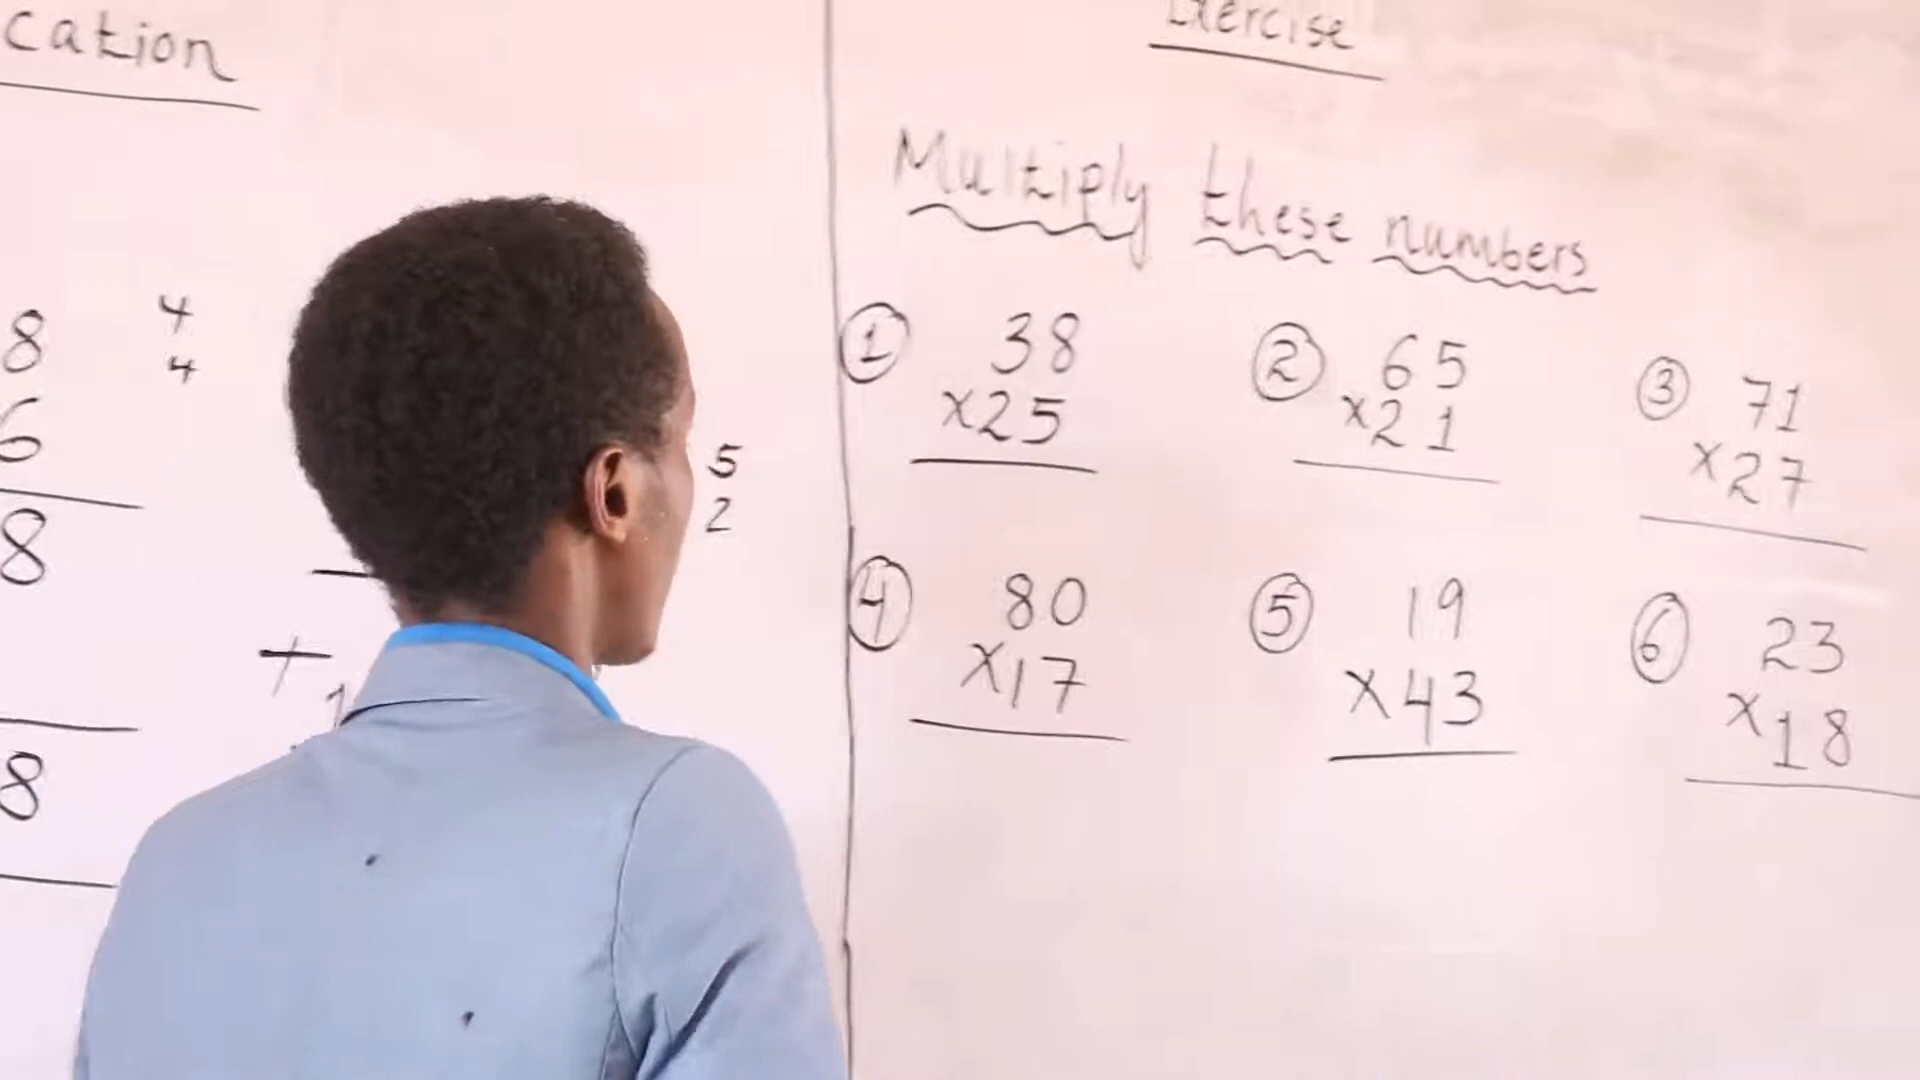 cation
8
6
8
8
4
4
5
2
+ 1
Exercise
Multiply these numbers
① 38
x25
② 65
x21
③ 71
x27
④ 80
x17
⑤ 19
x43
⑥ 23
x18